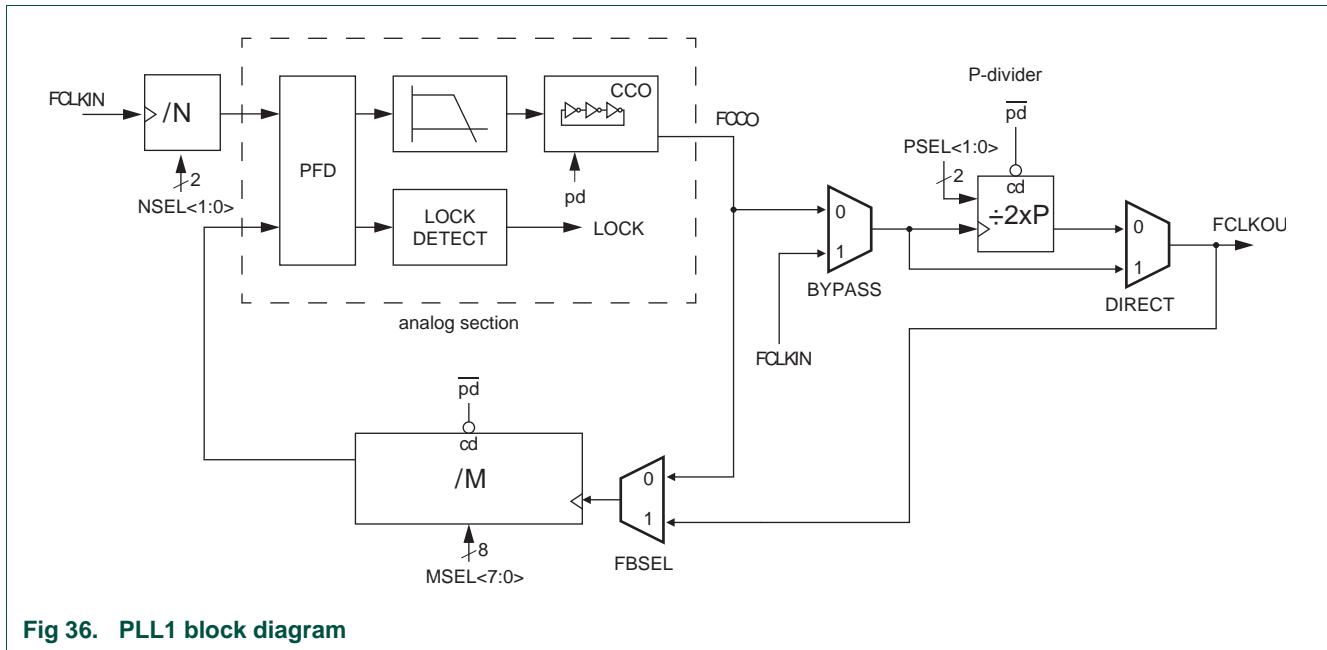 FCLKIN
/N
2
NSEL<1:0>
PFD
CCO
pd
LOCK
DETECT
LOCK
analog section
FCCO
0
1
BYPASS
FCLKIN
P-divider
pd
PSEL<1:0>
2
cd
÷2xP
0
1
DIRECT
FCLKOU
pd
cd
/M
8
MSEL<7:0>
0
1
FBSEL
Fig 36. PLL1 block diagram